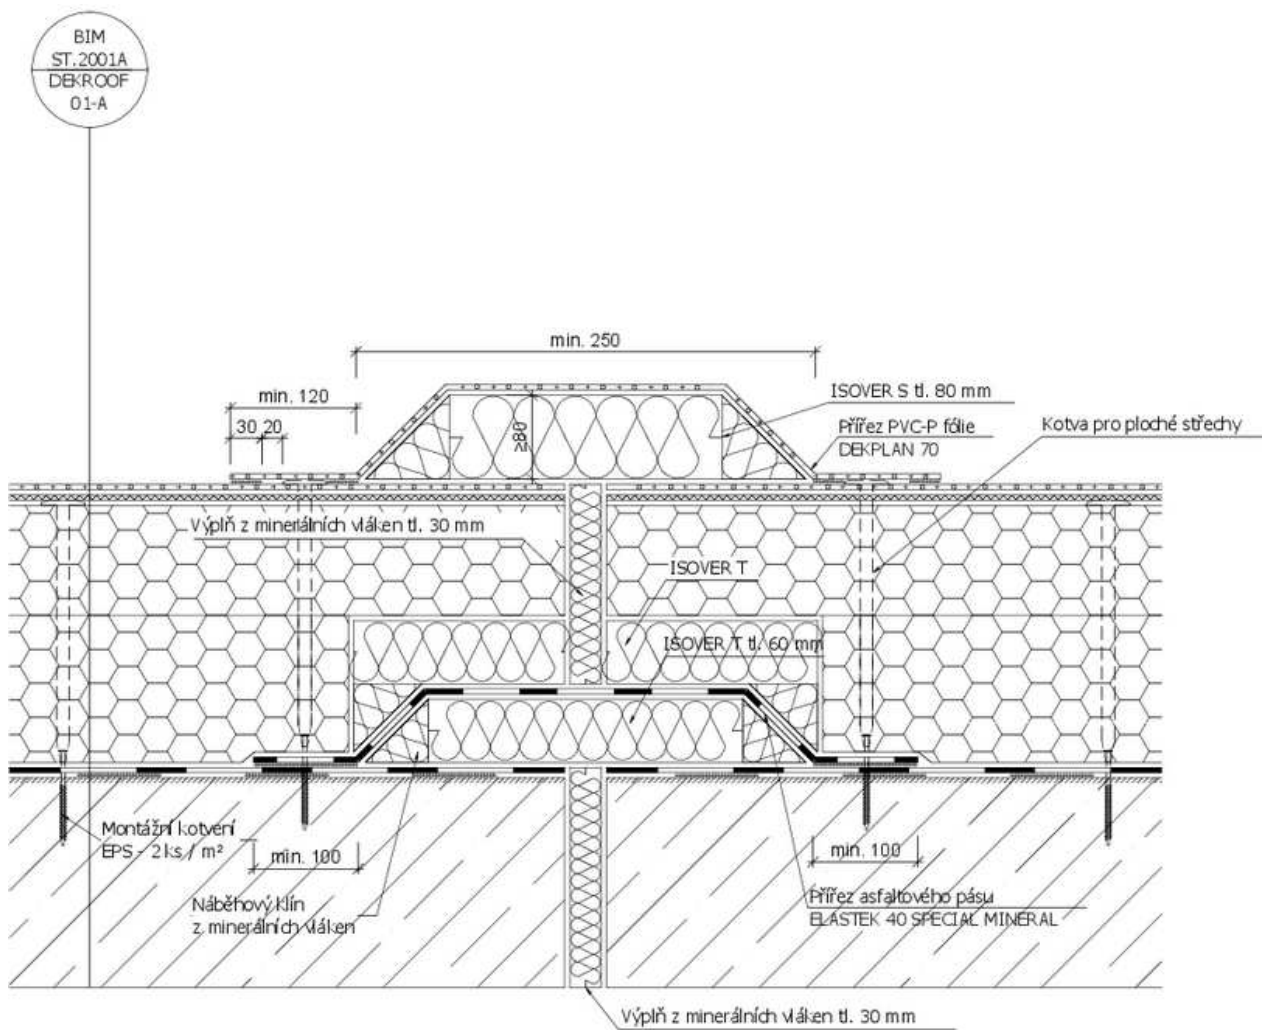 BIM
ST.2001A
DEKROOF
01-A
min. 250
min. 120
30 20
≥80
ISOVER S tl. 80 mm
Přířez PVC-P fólie
DEKPLAN 70
Kotva pro ploché střechy
Výplň z minerálních vláken tl. 30 mm
ISOVER T
ISOVER T tl. 60 mm
Montážní kotvení
EPS - 2 ks / m²
min. 100
min. 100
Náběhový klín
z minerálních vláken
Přířez asfaltového pásu
ELASTEK 40 SPECIAL MINERAL
Výplň z minerálních vláken tl. 30 mm